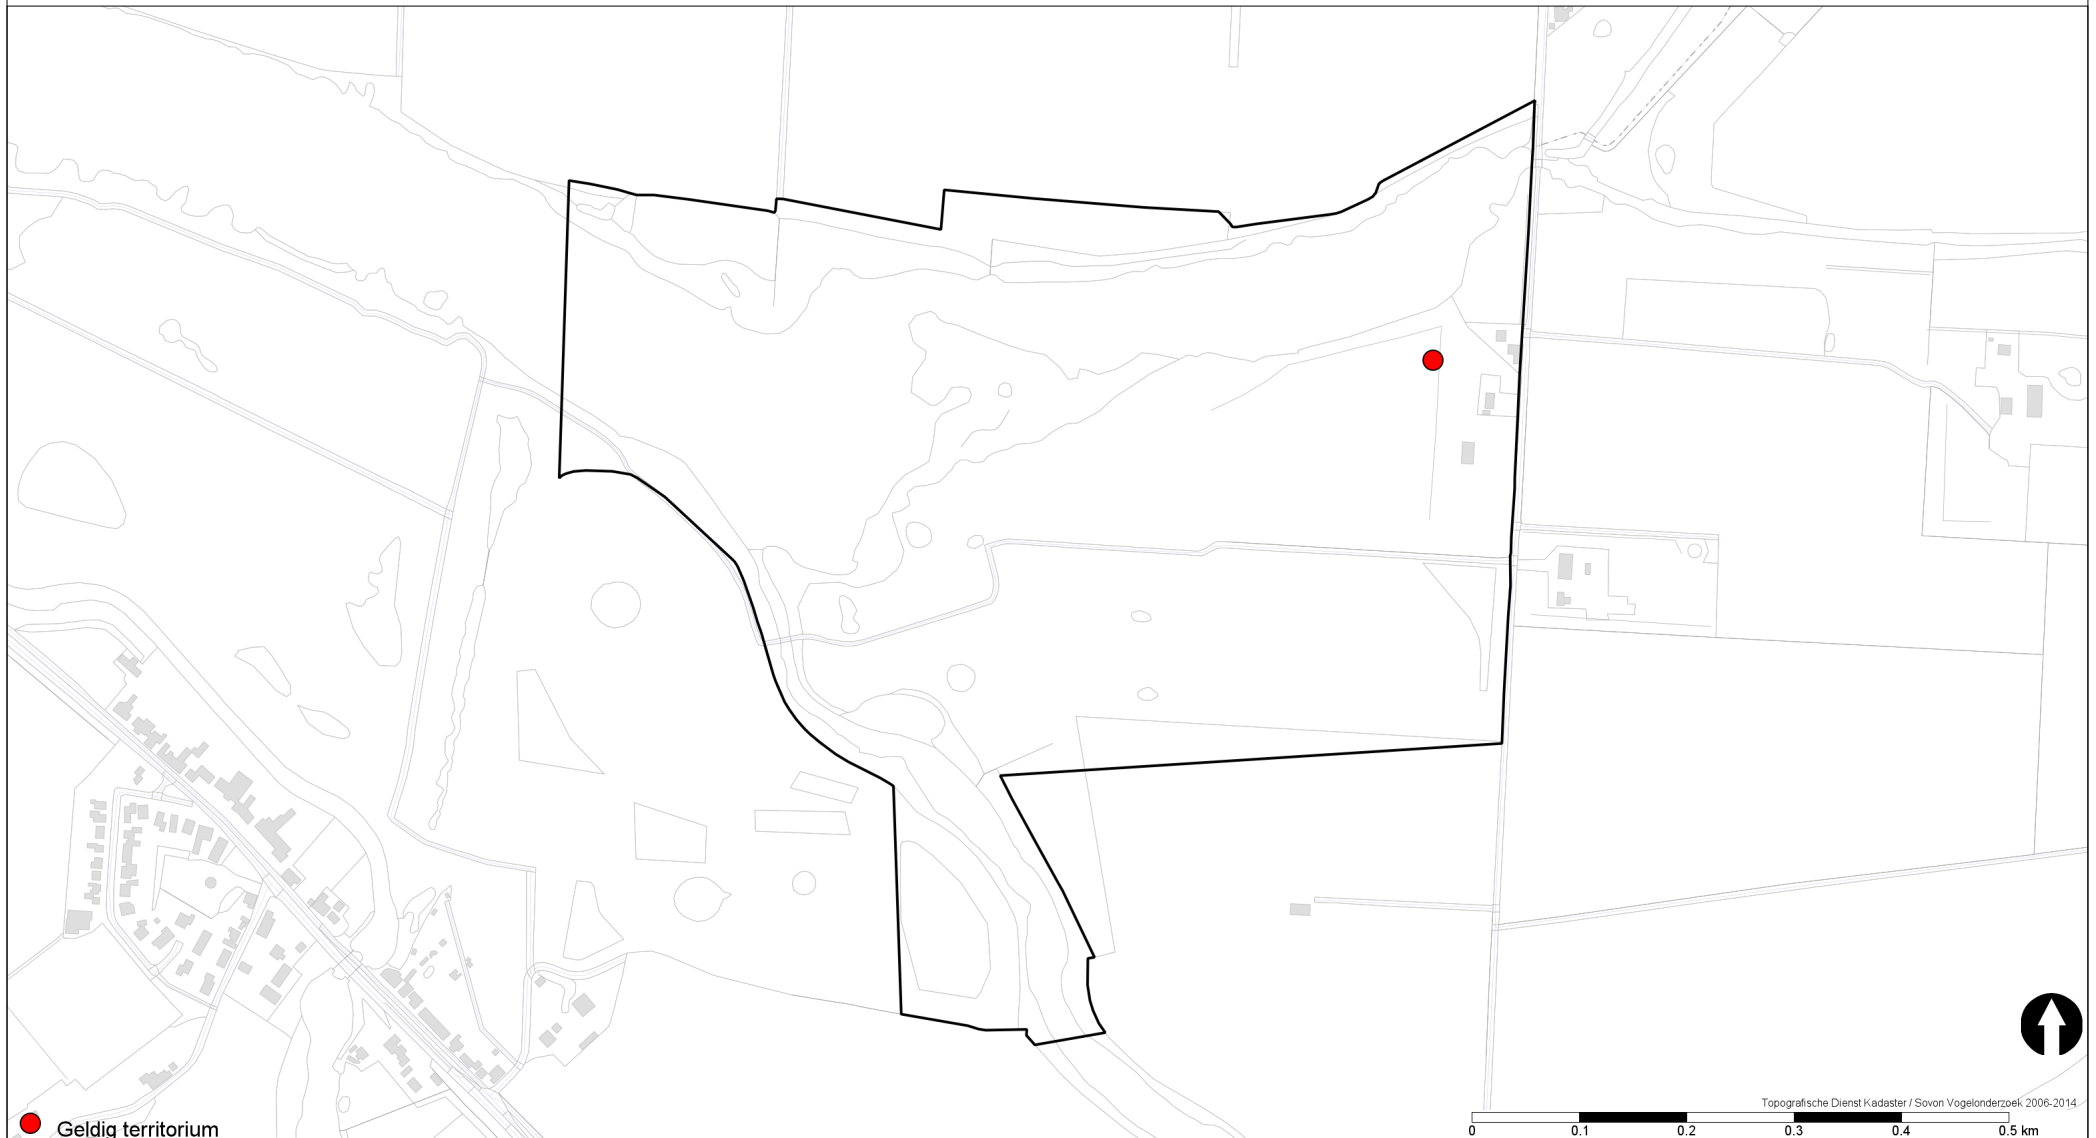 Topografische Dienst Kadaster / Sovon Vogelonderzoek 2006-2014
0 0.1 0.2 0.3 0.4 0.5 km
Geldig territorium